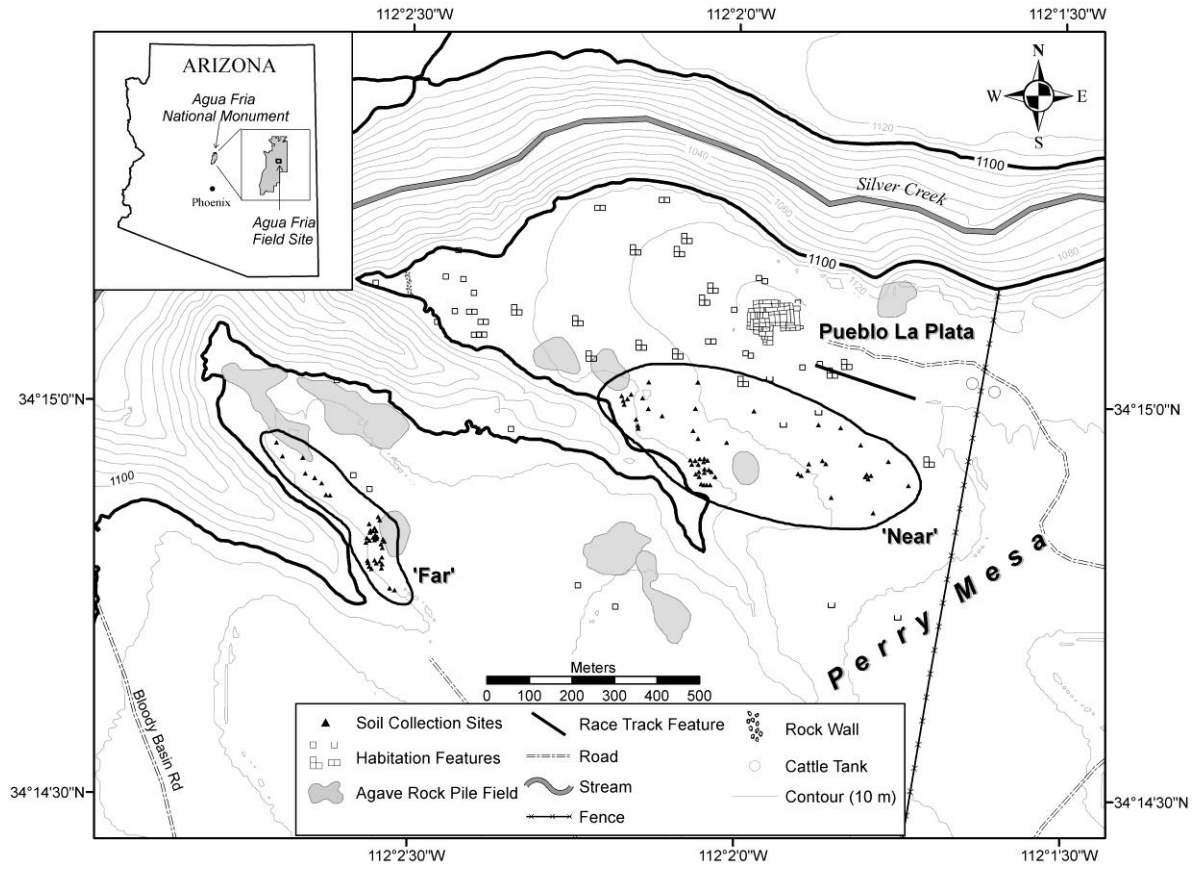 112°2'30"W
112°2'0"W
112°1'30"W
ARIZONA
Agua Fria
National Monument
Phoenix
Agua Fria
Field Site
N
W
E
S
1120
1100
1040
Silver Creek
1060
1080
1100
1120
Pueblo La Plata
34°15'0"N
34°15'0"N
1100
'Near'
'Far'
Perry Mesa
Bloody Basin Rd
Meters
0 100 200 300 400 500
Soil Collection Sites
Habitation Features
Agave Rock Pile Field
Race Track Feature
Road
Stream
Fence
Rock Wall
Cattle Tank
Contour (10 m)
34°14'30"N
34°14'30"N
112°2'30"W
112°2'0"W
112°1'30"W